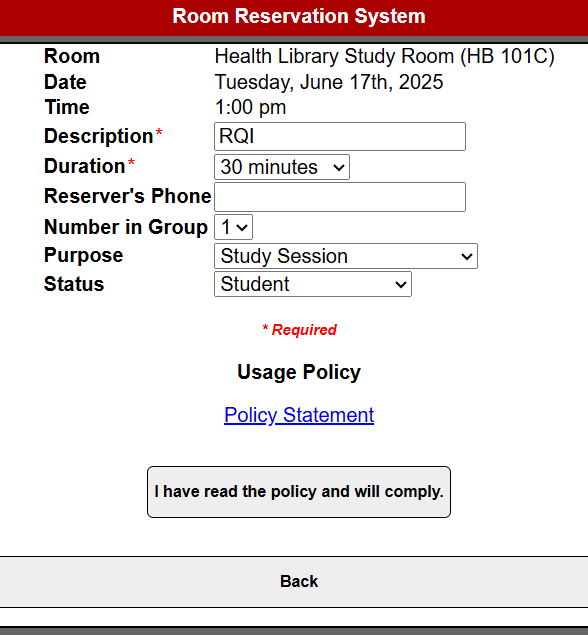 Room Reservation System
Room Health Library Study Room (HB 101C)
Date Tuesday, June 17th, 2025
Time 1:00 pm
Description* RQI
Duration* 30 minutes
Reserver's Phone
Number in Group 1
Purpose Study Session
Status Student
* Required
Usage Policy
Policy Statement
I have read the policy and will comply.
Back